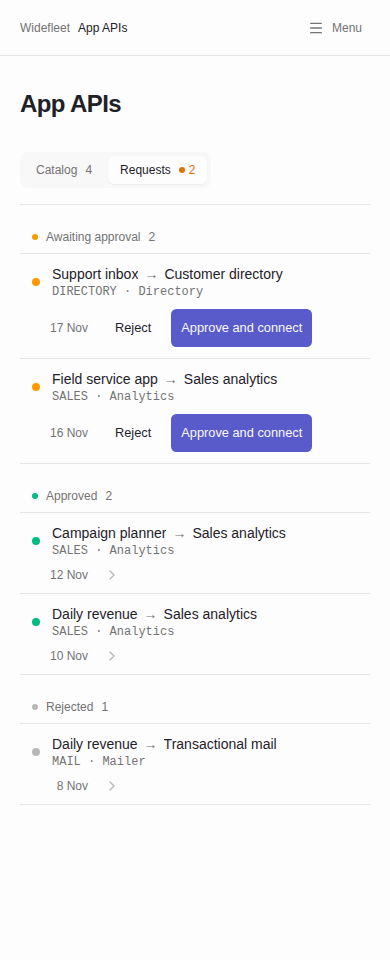 Widefleet App APIs Menu
App APIs
Catalog 4 Requests 2
Awaiting approval 2
Support inbox → Customer directory
DIRECTORY · Directory
17 Nov Reject Approve and connect
Field service app → Sales analytics
SALES · Analytics
16 Nov Reject Approve and connect
Approved 2
Campaign planner → Sales analytics
SALES · Analytics
12 Nov
Daily revenue → Sales analytics
SALES · Analytics
10 Nov
Rejected 1
Daily revenue → Transactional mail
MAIL · Mailer
8 Nov